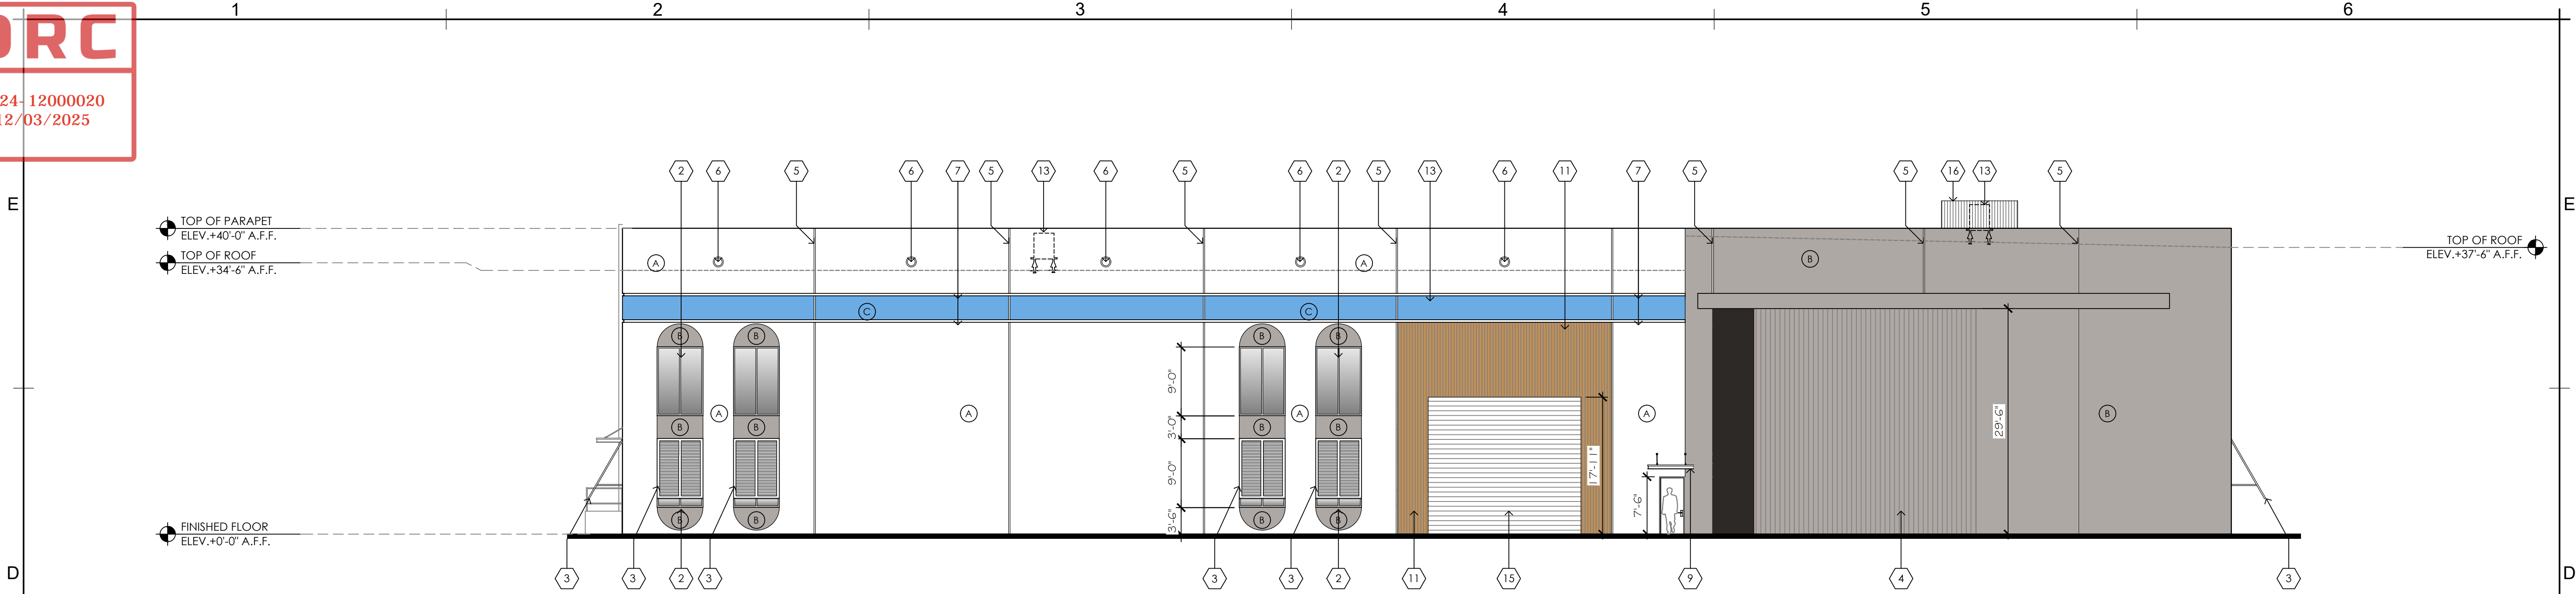 1 2 3 4 5 6
DRC
24-12000020
12/03/2025
2 6 5 6 7 5 13 6 5 6 2 5 13 6 11 7 5 5 16 13 5
E E
TOP OF PARAPET
ELEV.+40'-0" A.F.F.
TOP OF ROOF
ELEV.+34'-6" A.F.F.
TOP OF ROOF
ELEV.+37'-6" A.F.F.
A A B
C C
B B B B
9'-0"
A A A A B
B B B B
3'-0"
29'-6"
9'-0"
17'-11"
7'-6"
3'-6"
B B B B
FINISHED FLOOR
ELEV.+0'-0" A.F.F.
D D
3 3 2 3 3 3 2 11 15 9 4 3